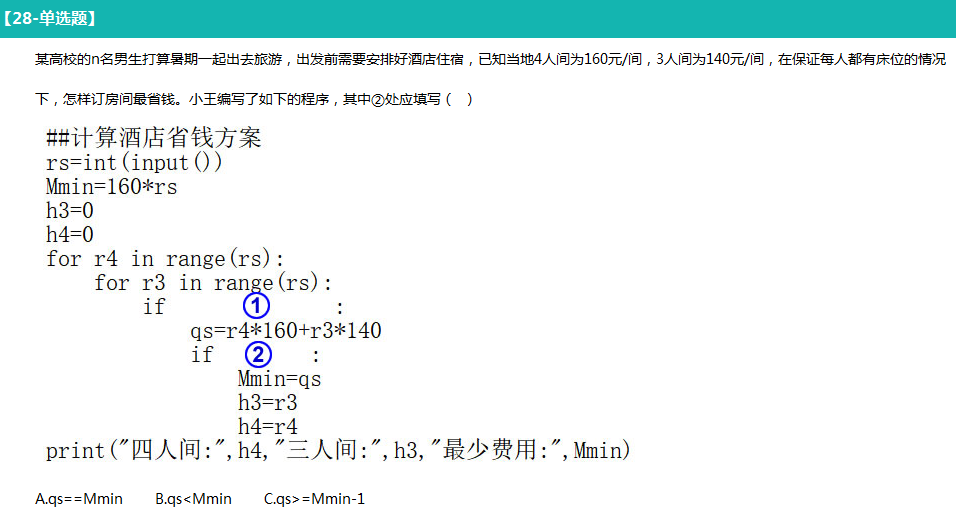 【28-单选题】
某高校的n名男生打算暑期一起出去旅游，出发前需要安排好酒店住宿，已知当地4人间为160元/间，3人间为140元/间，在保证每人都有床位的情况
下，怎样订房间最省钱。小王编写了如下的程序，其中②处应填写（　）
##计算酒店省钱方案
rs=int(input())
Mmin=160*rs
h3=0
h4=0
for r4 in range(rs):
    for r3 in range(rs):
        if ① :
            qs=r4*160+r3*140
            if ② :
                Mmin=qs
                h3=r3
                h4=r4
print("四人间:",h4,"三人间:",h3,"最少费用:",Mmin)
A.qs==Mmin B.qs<Mmin C.qs>=Mmin-1